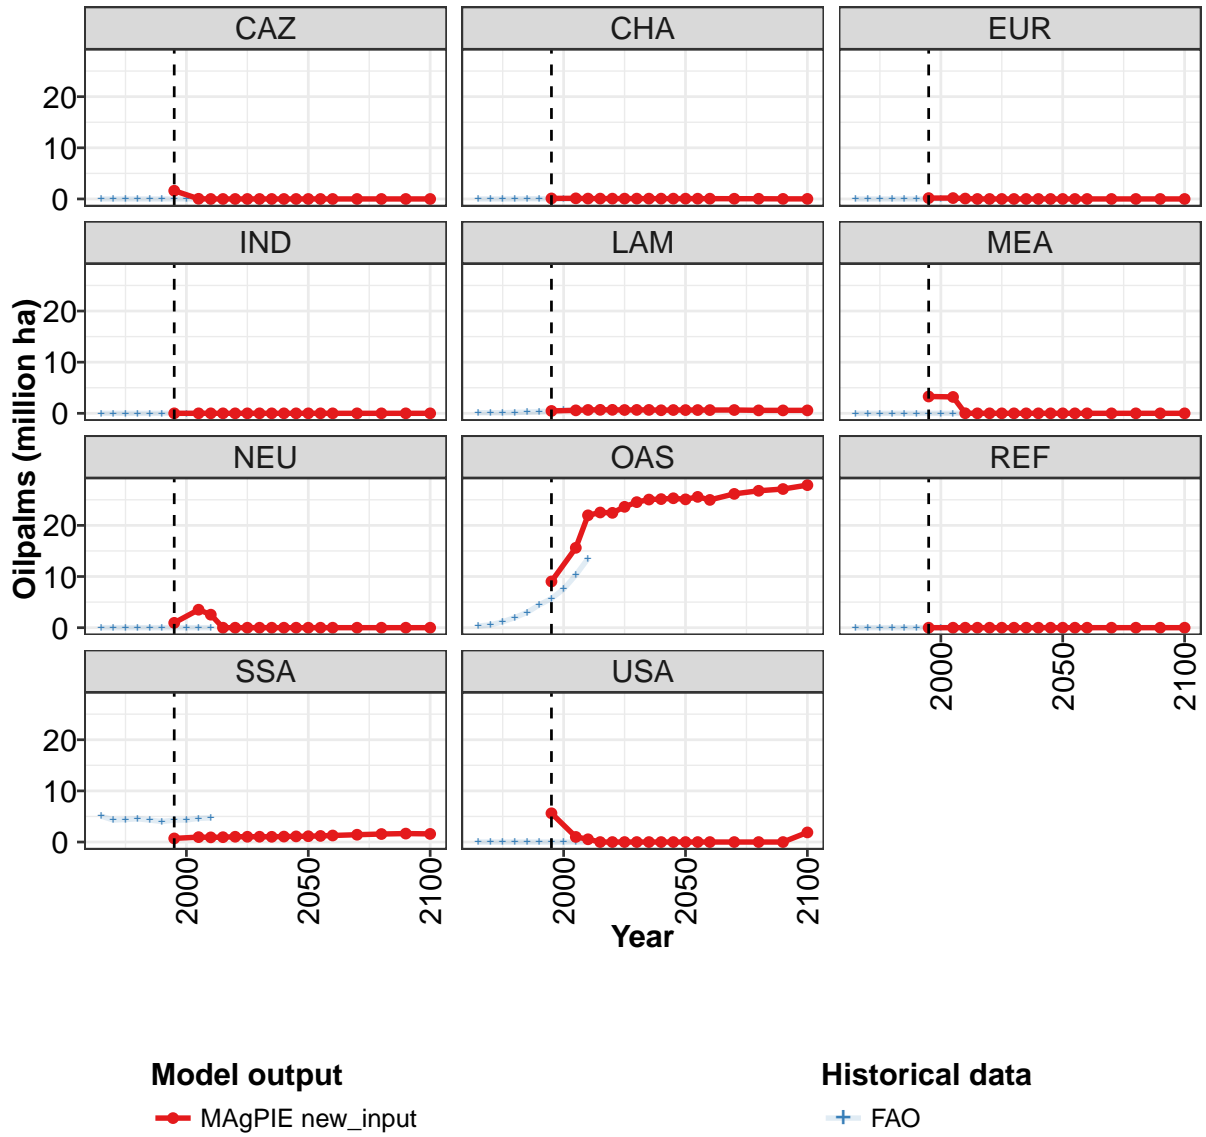 CAZ CHA EUR
20
10
0
IND LAM MEA
20
10
0
Oilpalms (million ha)
NEU OAS REF
20
10
0
2000 2050 2100
SSA USA
20
10
0
2000 2050 2100 2000 2050 2100
Year
Model output Historical data
MAgPIE new_input FAO